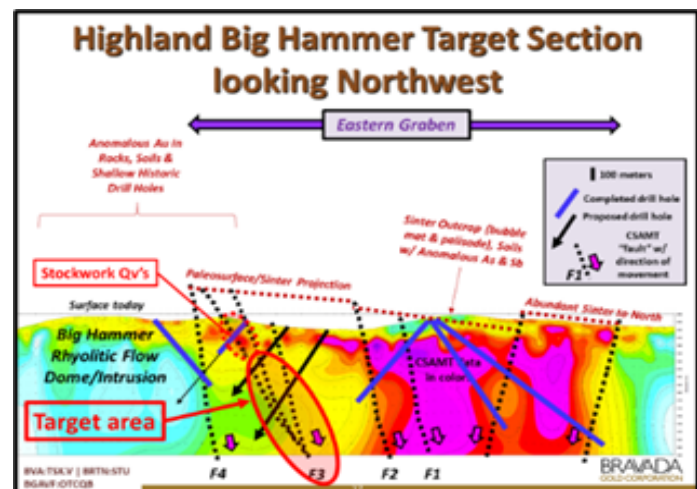 Highland Big Hammer Target Section
looking Northwest
Eastern Graben
Anomalous Au in
Rocks, Soils &
Shallow Historic
Drill Holes
100 meters
Completed drill hole
Proposed drill hole
CSAMT
"fault" w/
direction of
movement
F1
Sinter Outcrop (bubble
mat & palisade), Soils
w/ Anomalous As & Sb
Stockwork Qv's
Paleosurface/Sinter Projection
Abundant Sinter to North
Surface today
Big Hammer
Rhyolitic Flow
Dome/Intrusion
CSAMT Data
in color
Target area
F4
F3
F2
F1
BVA:TSX.V | BRTN:STU
BGAVF:OTCQB
BRAVADA
GOLD CORPORATION